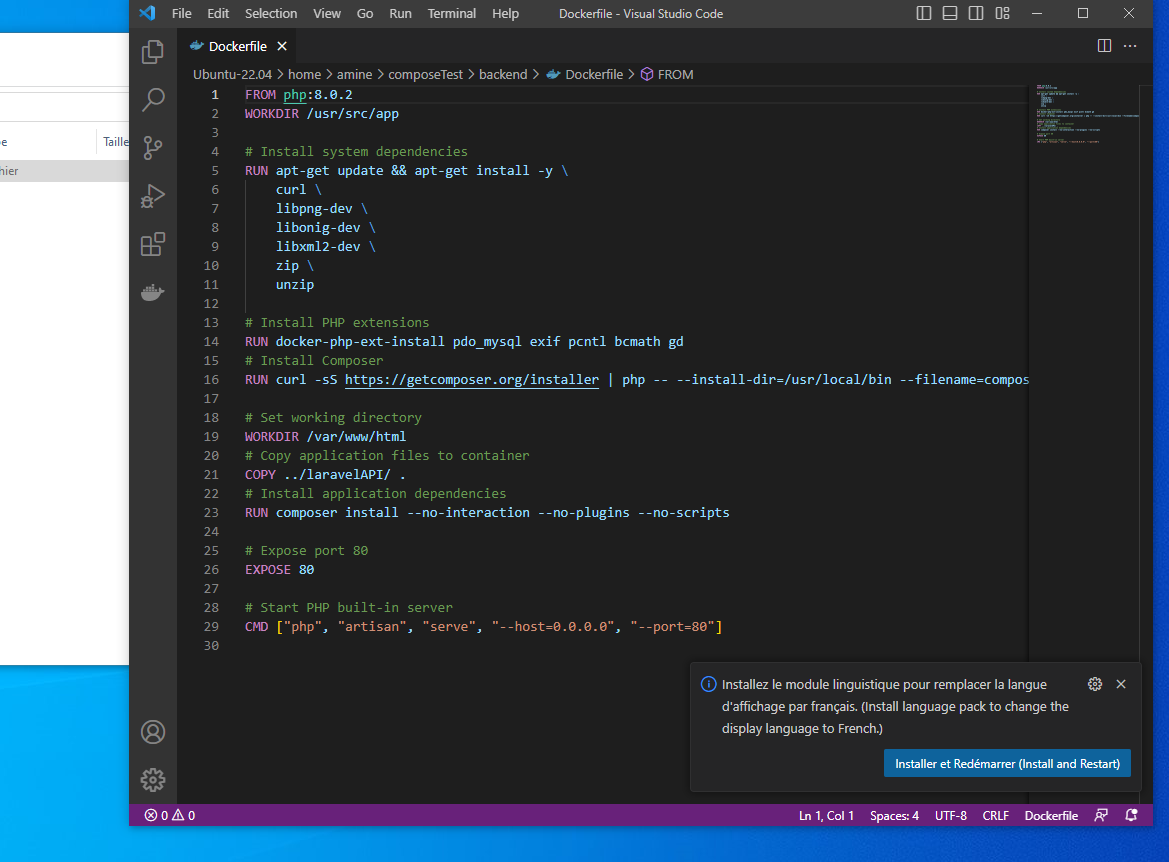 File Edit Selection View Go Run Terminal Help Dockerfile - Visual Studio Code
Dockerfile
Ubuntu-22.04 > home > amine > composeTest > backend > Dockerfile > FROM
Taille
hier
1 FROM php:8.0.2
2 WORKDIR /usr/src/app
3
4 # Install system dependencies
5 RUN apt-get update && apt-get install -y \
6 curl \
7 libpng-dev \
8 libonig-dev \
9 libxml2-dev \
10 zip \
11 unzip
12
13 # Install PHP extensions
14 RUN docker-php-ext-install pdo_mysql exif pcntl bcmath gd
15 # Install Composer
16 RUN curl -sS https://getcomposer.org/installer | php -- --install-dir=/usr/local/bin --filename=compos
17
18 # Set working directory
19 WORKDIR /var/www/html
20 # Copy application files to container
21 COPY ../laravelAPI/ .
22 # Install application dependencies
23 RUN composer install --no-interaction --no-plugins --no-scripts
24
25 # Expose port 80
26 EXPOSE 80
27
28 # Start PHP built-in server
29 CMD ["php", "artisan", "serve", "--host=0.0.0.0", "--port=80"]
30
Installez le module linguistique pour remplacer la langue
d'affichage par français. (Install language pack to change the
display language to French.)
Installer et Redémarrer (Install and Restart)
0 0 Ln 1, Col 1 Spaces: 4 UTF-8 CRLF Dockerfile